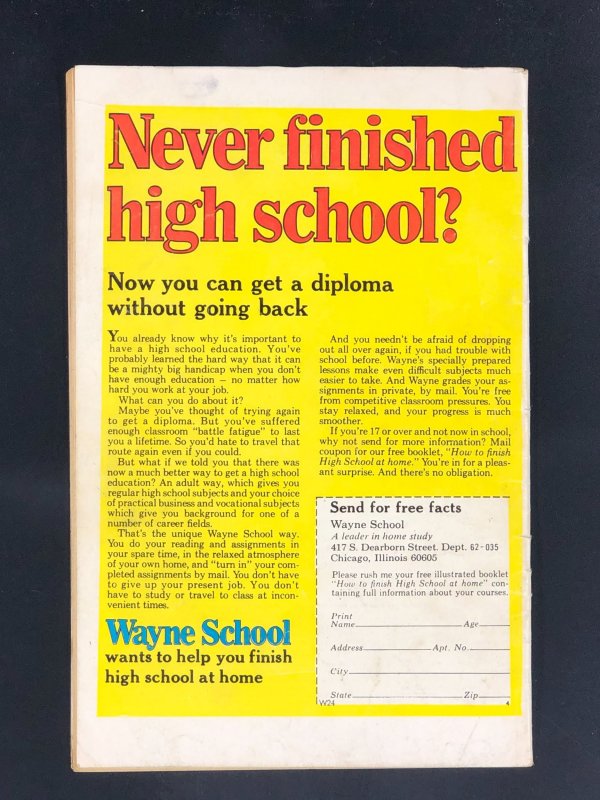 Never finished
high school?
Now you can get a diploma
without going back
You already know why it's important to
have a high school education. You've
probably learned the hard way that it can
be a mighty big handicap when you don't
have enough education — no matter how
hard you work at your job.
What can you do about it?
Maybe you've thought of trying again
to get a diploma. But you've suffered
enough classroom "battle fatigue" to last
you a lifetime. So you'd hate to travel that
route again even if you could.
But what if we told you that there was
now a much better way to get a high school
education? An adult way, which gives you
regular high school subjects and your choice
of practical business and vocational subjects
which give you background for one of a
number of career fields.
That's the unique Wayne School way.
You do your reading and assignments in
your spare time, in the relaxed atmosphere
of your own home, and "turn in" your com-
pleted assignments by mail. You don't have
to give up your present job. You don't
have to study or travel to class at incon-
venient times.
Wayne School
wants to help you finish
high school at home
And you needn't be afraid of dropping
out all over again, if you had trouble with
school before. Wayne's specially prepared
lessons make even difficult subjects much
easier to take. And Wayne grades your as-
signments in private, by mail. You're free
from competitive classroom pressures. You
stay relaxed, and your progress is much
smoother.
If you're 17 or over and not now in school,
why not send for more information? Mail
coupon for our free booklet, "How to finish
High School at home." You're in for a pleas-
ant surprise. And there's no obligation.
Send for free facts
Wayne School
A leader in home study
417 S. Dearborn Street. Dept. 62-035
Chicago, Illinois 60605
Please rush me your free illustrated booklet
"How to finish High School at home" con-
taining full information about your courses.
Print
Name Age
Address Apt. No
City
State Zip
W24 4